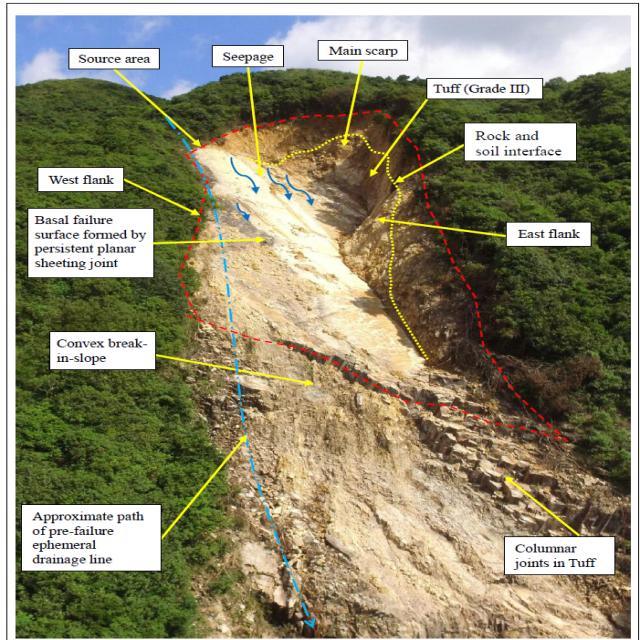 Source area
Seepage
Main scarp
Tuff (Grade III)
Rock and
soil interface
West flank
Basal failure
surface formed by
persistent planar
sheeting joint
East flank
Convex break-
in-slope
Approximate path
of pre-failure
ephemeral
drainage line
Columnar
joints in Tuff